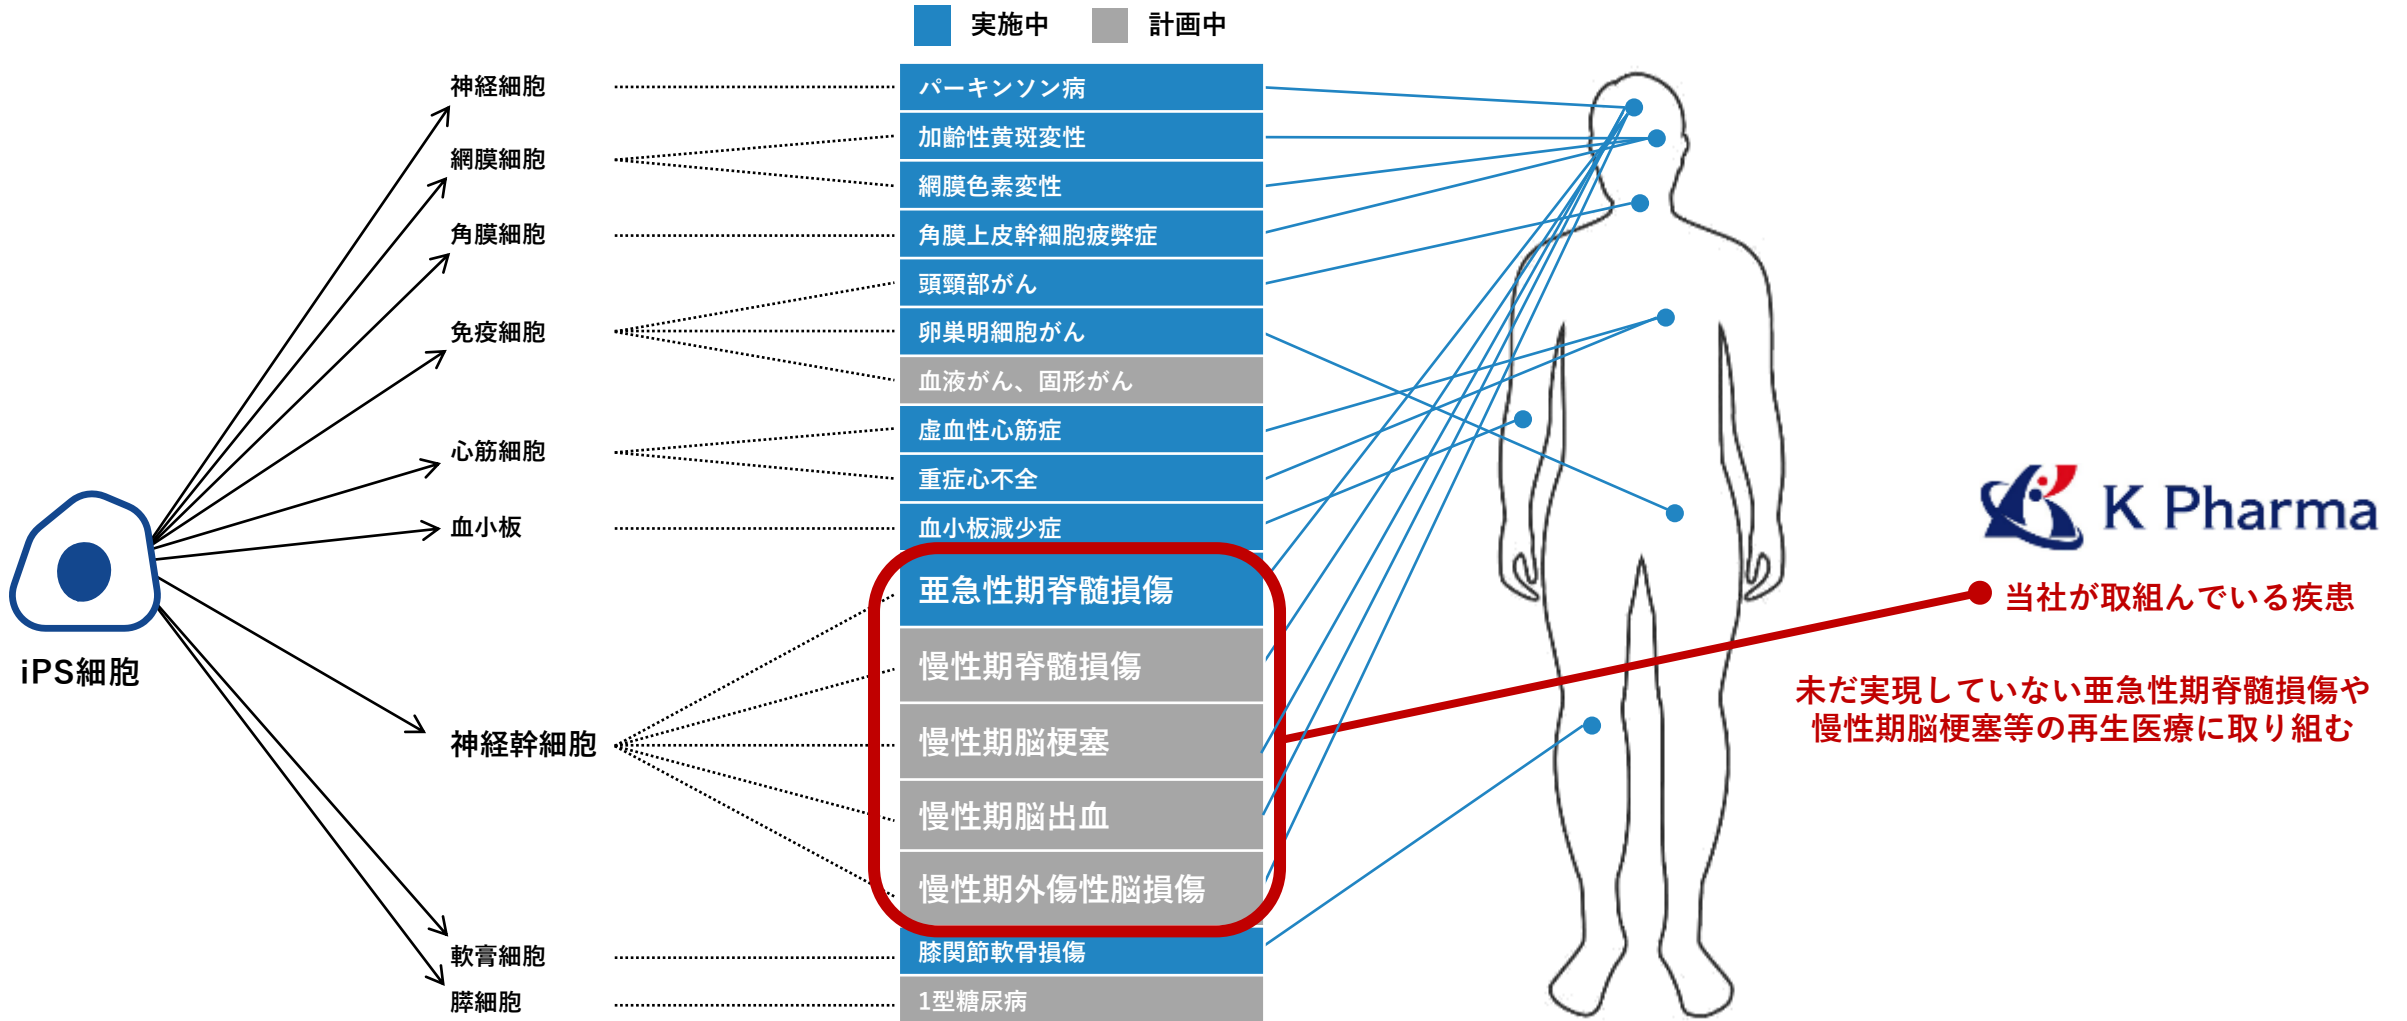 実施中
計画中
神経細胞
網膜細胞
角膜細胞
免疫細胞
心筋細胞
血小板
神経幹細胞
軟膏細胞
膵細胞
iPS細胞
パーキンソン病
加齢性黄斑変性
網膜色素変性
角膜上皮幹細胞疲弊症
頭頸部がん
卵巣明細胞がん
血液がん、固形がん
虚血性心筋症
重症心不全
血小板減少症
亜急性期脊髄損傷
慢性期脊髄損傷
慢性期脳梗塞
慢性期脳出血
慢性期外傷性脳損傷
膝関節軟骨損傷
1型糖尿病
K Pharma
当社が取組んでいる疾患
未だ実現していない亜急性期脊髄損傷や
慢性期脳梗塞等の再生医療に取り組む